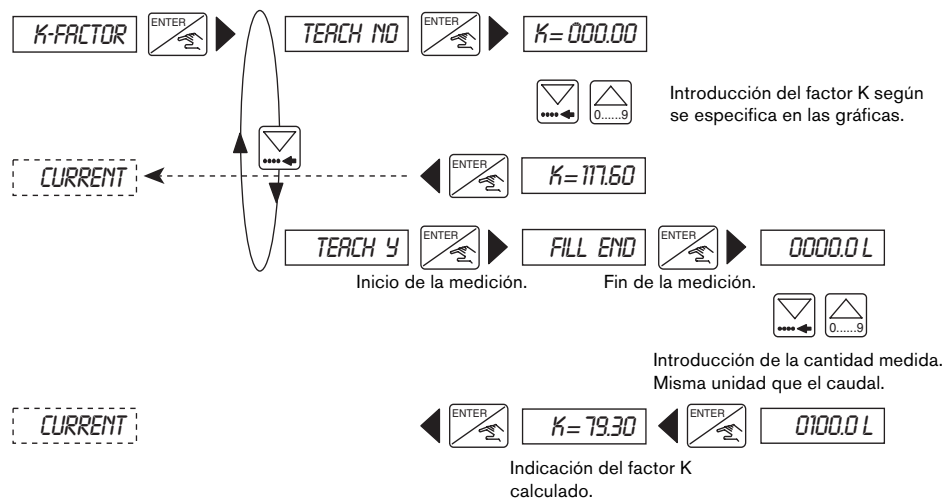 K-FACTOR ENTER TEACH NO ENTER K=000.00
0......9
Introducción del factor K según
se especifica en las gráficas.
CURRENT ENTER K=117.60
TEACH Y ENTER FILL END ENTER 0000.0 L
Inicio de la medición. Fin de la medición.
0......9
Introducción de la cantidad medida.
Misma unidad que el caudal.
CURRENT ENTER K=79.30 ENTER 0100.0 L
Indicación del factor K
calculado.